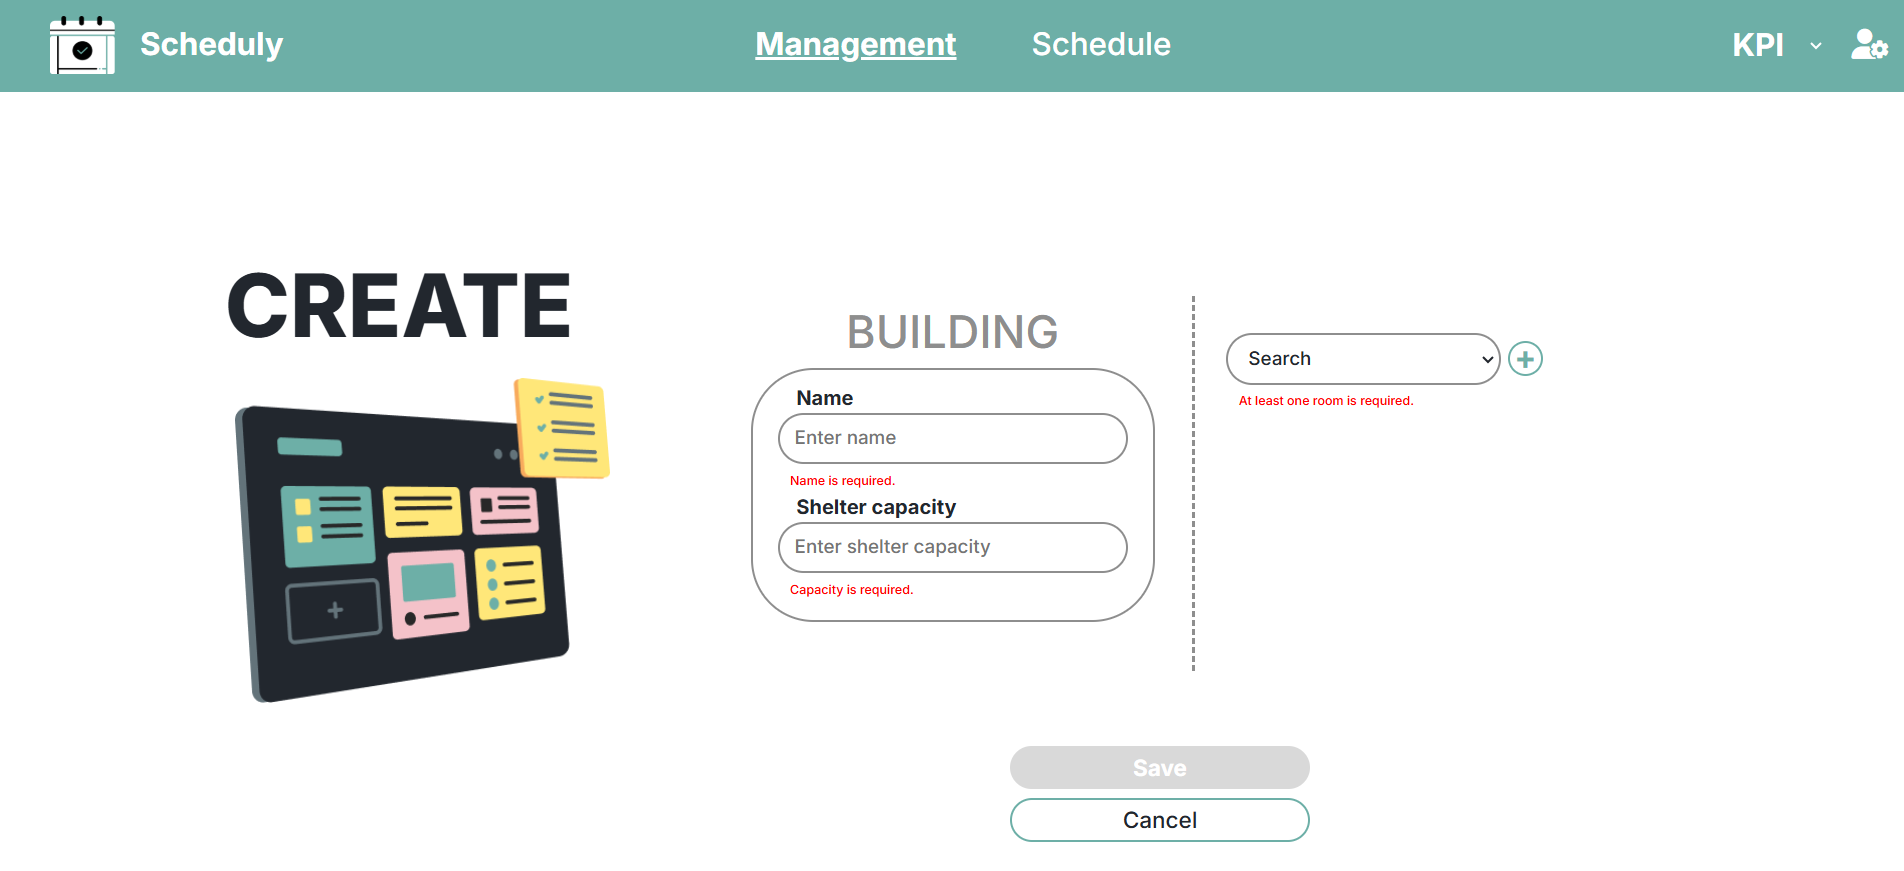 Scheduly
Management
Schedule
KPI
CREATE
BUILDING
Name
Enter name
Name is required.
Shelter capacity
Enter shelter capacity
Capacity is required.
Search
At least one room is required.
Save
Cancel